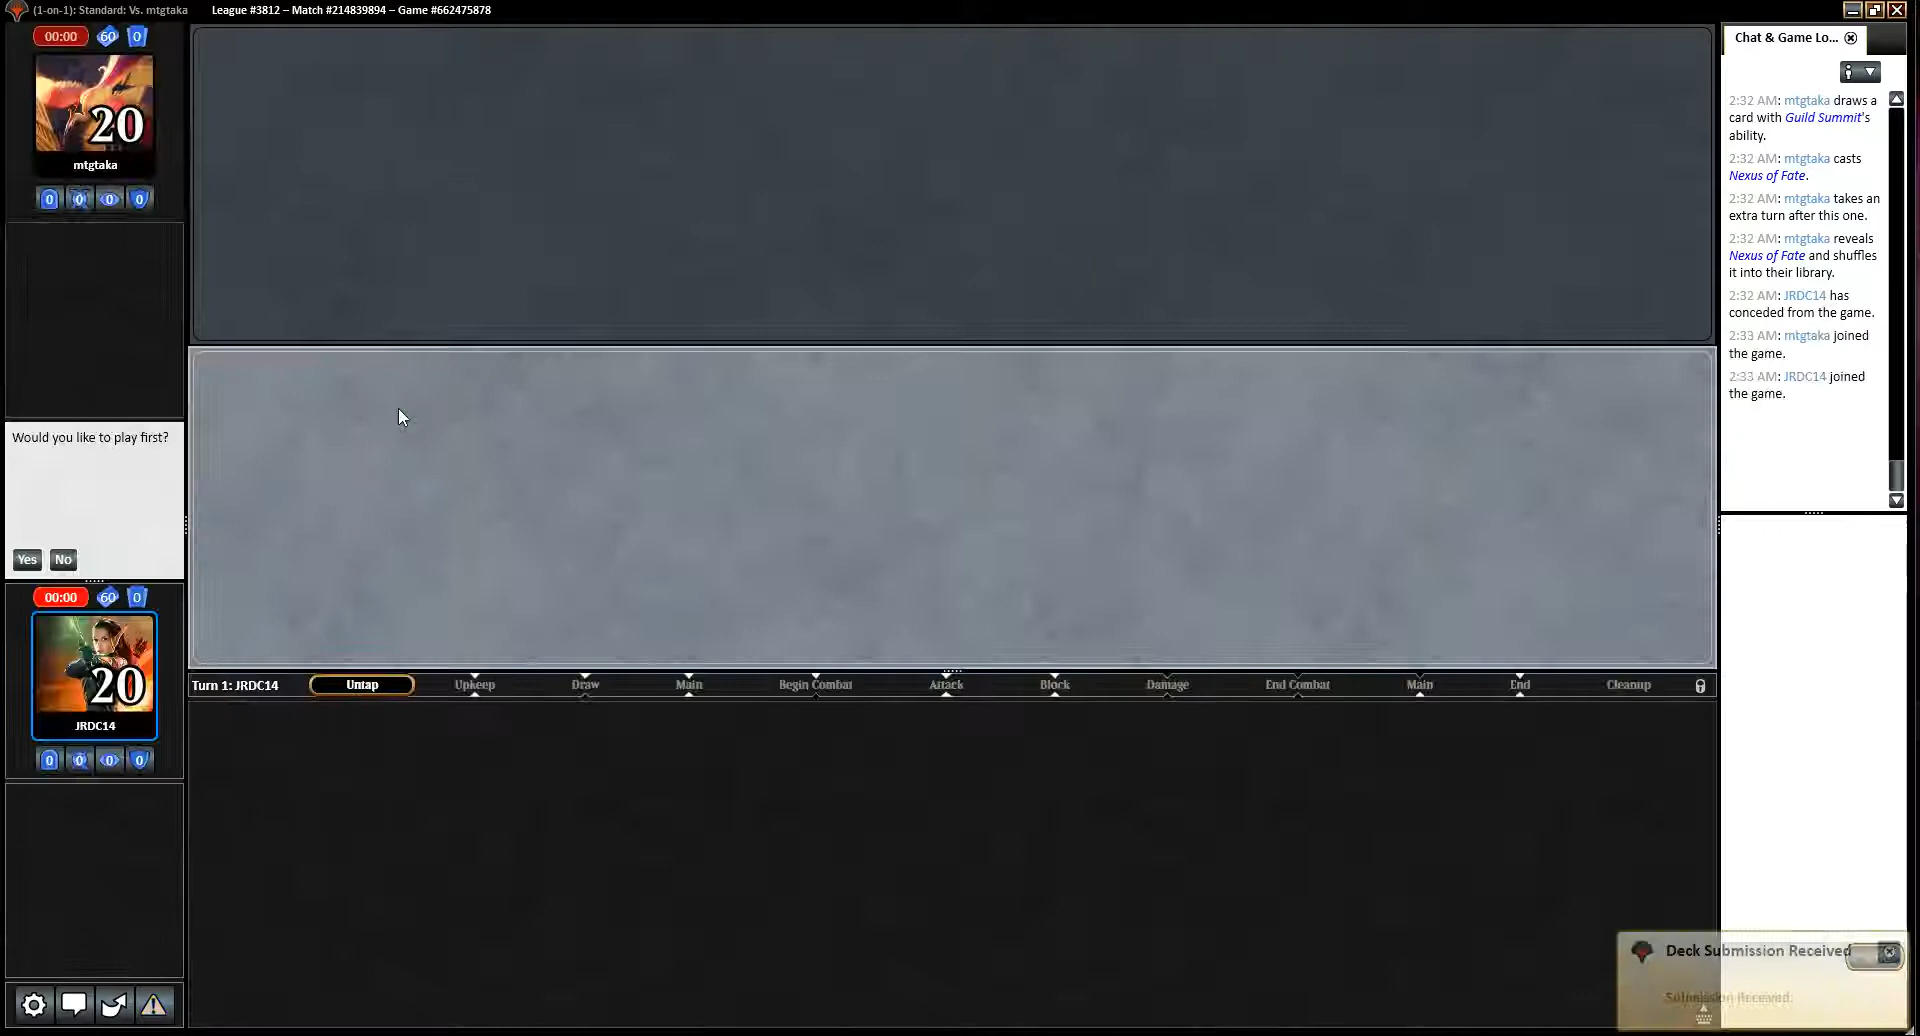 (1-on-1): Standard: Vs. mtgtaka League #3812 – Match #214839894 – Game #662475878
00:00 60 0
20
mtgtaka
0 0 0 0
Would you like to play first?
Yes No
00:00 60 0
20
JRDC14
0 0 0 0
Turn 1: JRDC14 Untap Upkeep Draw Main Begin Combat Attack Block Damage End Combat Main End Cleanup
Chat & Game Lo...
2:32 AM: mtgtaka draws a
card with Guild Summit's
ability.
2:32 AM: mtgtaka casts
Nexus of Fate.
2:32 AM: mtgtaka takes an
extra turn after this one.
2:32 AM: mtgtaka reveals
Nexus of Fate and shuffles
it into their library.
2:32 AM: JRDC14 has
conceded from the game.
2:33 AM: mtgtaka joined
the game.
2:33 AM: JRDC14 joined
the game.
Deck Submission Received
Submission Received.